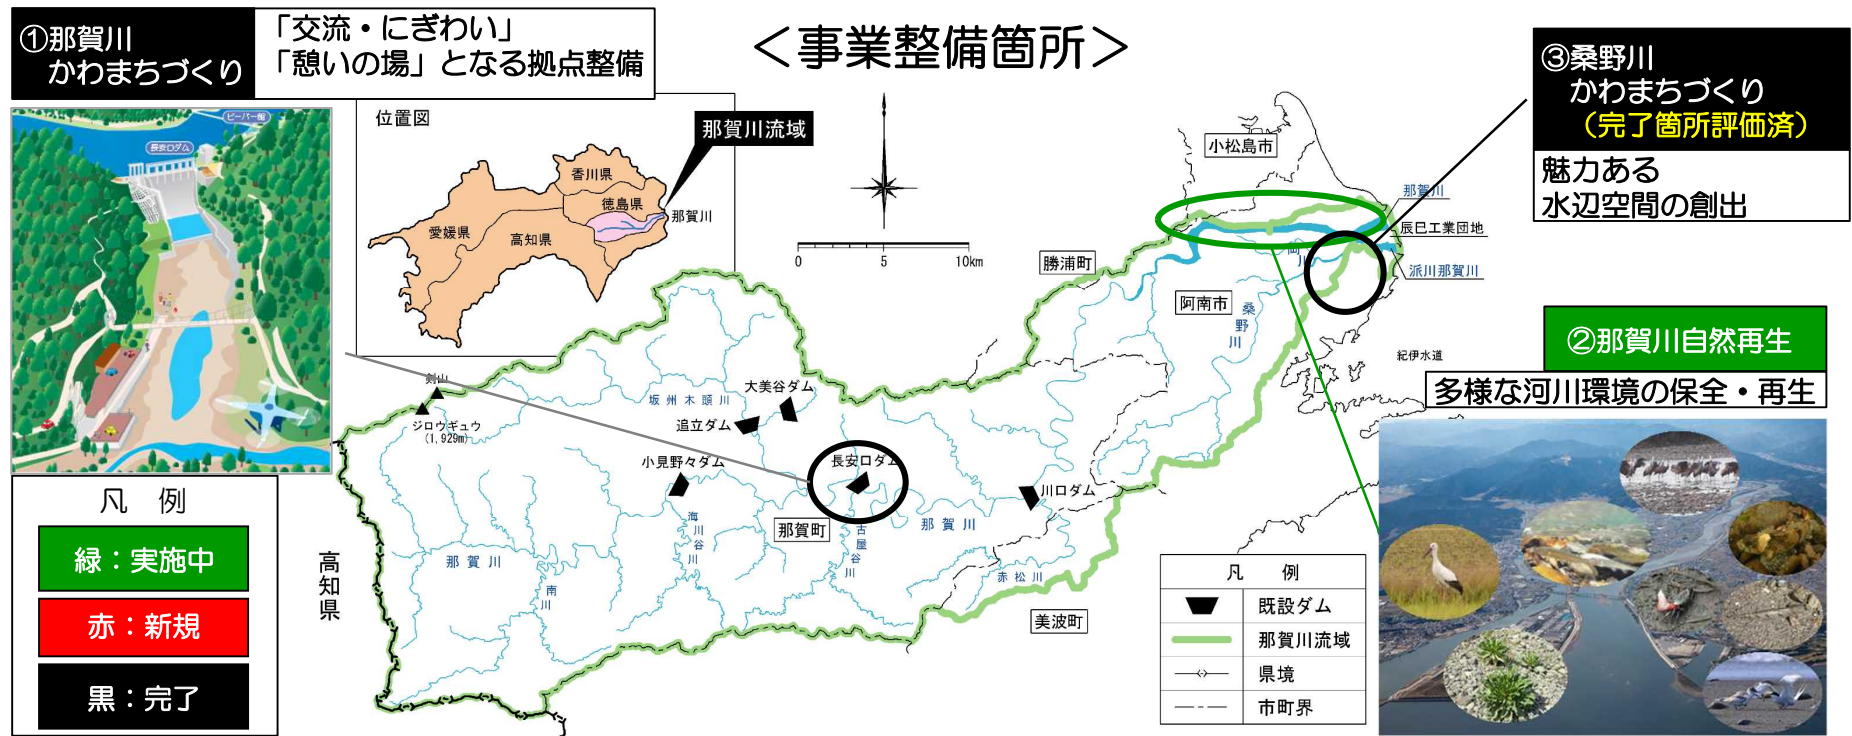 ①那賀川
かわまちづくり
「交流・にぎわい」
「憩いの場」となる拠点整備
＜事業整備箇所＞
③桑野川
かわまちづくり
（完了箇所評価済）
魅力ある
水辺空間の創出
ビーバー館
長安口ダム
位置図
那賀川流域
香川県
徳島県
愛媛県
高知県
那賀川
0 5 10km
小松島市
那賀川
辰巳工業団地
派川那賀川
岡川
勝浦町
阿南市
桑野川
紀伊水道
②那賀川自然再生
多様な河川環境の保全・再生
剣山
ジロウギュウ
(1,929m)
坂州木頭川
大美谷ダム
追立ダム
小見野々ダム
長安口ダム
川口ダム
那賀町
海川谷川
古屋谷川
那賀川
那賀川
南川
赤松川
美波町
高知県
凡 例
緑：実施中
赤：新規
黒：完了
凡 例
既設ダム
那賀川流域
県境
市町界